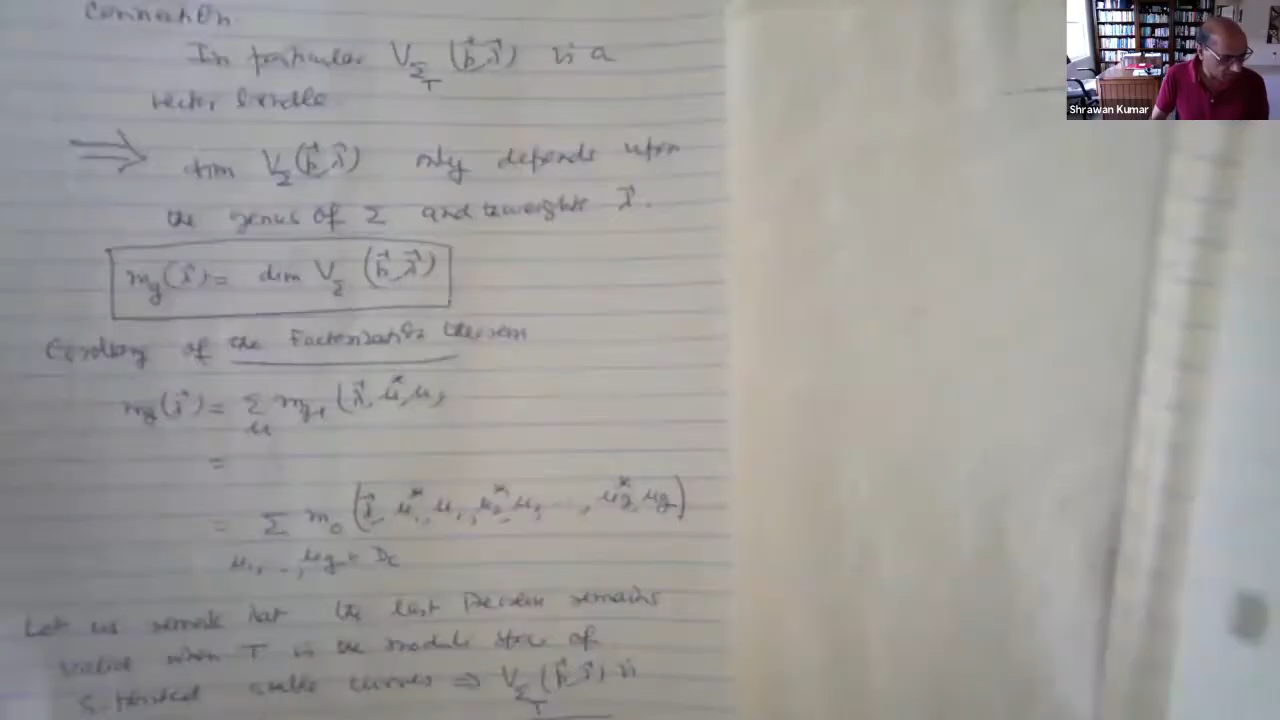 Connection
In particular V_{Σ_T} (p⃗, λ⃗) is a
vector bundle.
⟹ dim V_Σ (p⃗, λ⃗) only depends upon
the genus of Σ and the weights λ⃗.
m_g(λ⃗) = dim V_Σ (p⃗, λ⃗)
Corollary of the Factorization theorem
m_g(λ⃗) = Σ_μ m_{g-1} (λ⃗, μ*, μ)
=
= Σ m_0 (λ⃗, μ_1*, μ_1, μ_2*, μ_2, ..., μ_g*, μ_g)
μ_1, ..., μ_g ∈ D_c
Let us remark that the last Theorem remains
valid when T is the moduli space of
s-pointed stable curves ⟹ V_{Σ_T} (p⃗, λ⃗) is
Shrawan Kumar